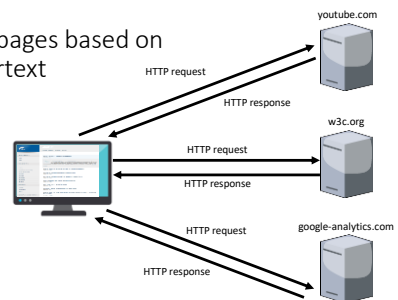 youtube.com
pages based on
rtext
HTTP request
HTTP response
w3c.org
HTTP request
HTTP response
google-analytics.com
HTTP request
HTTP response